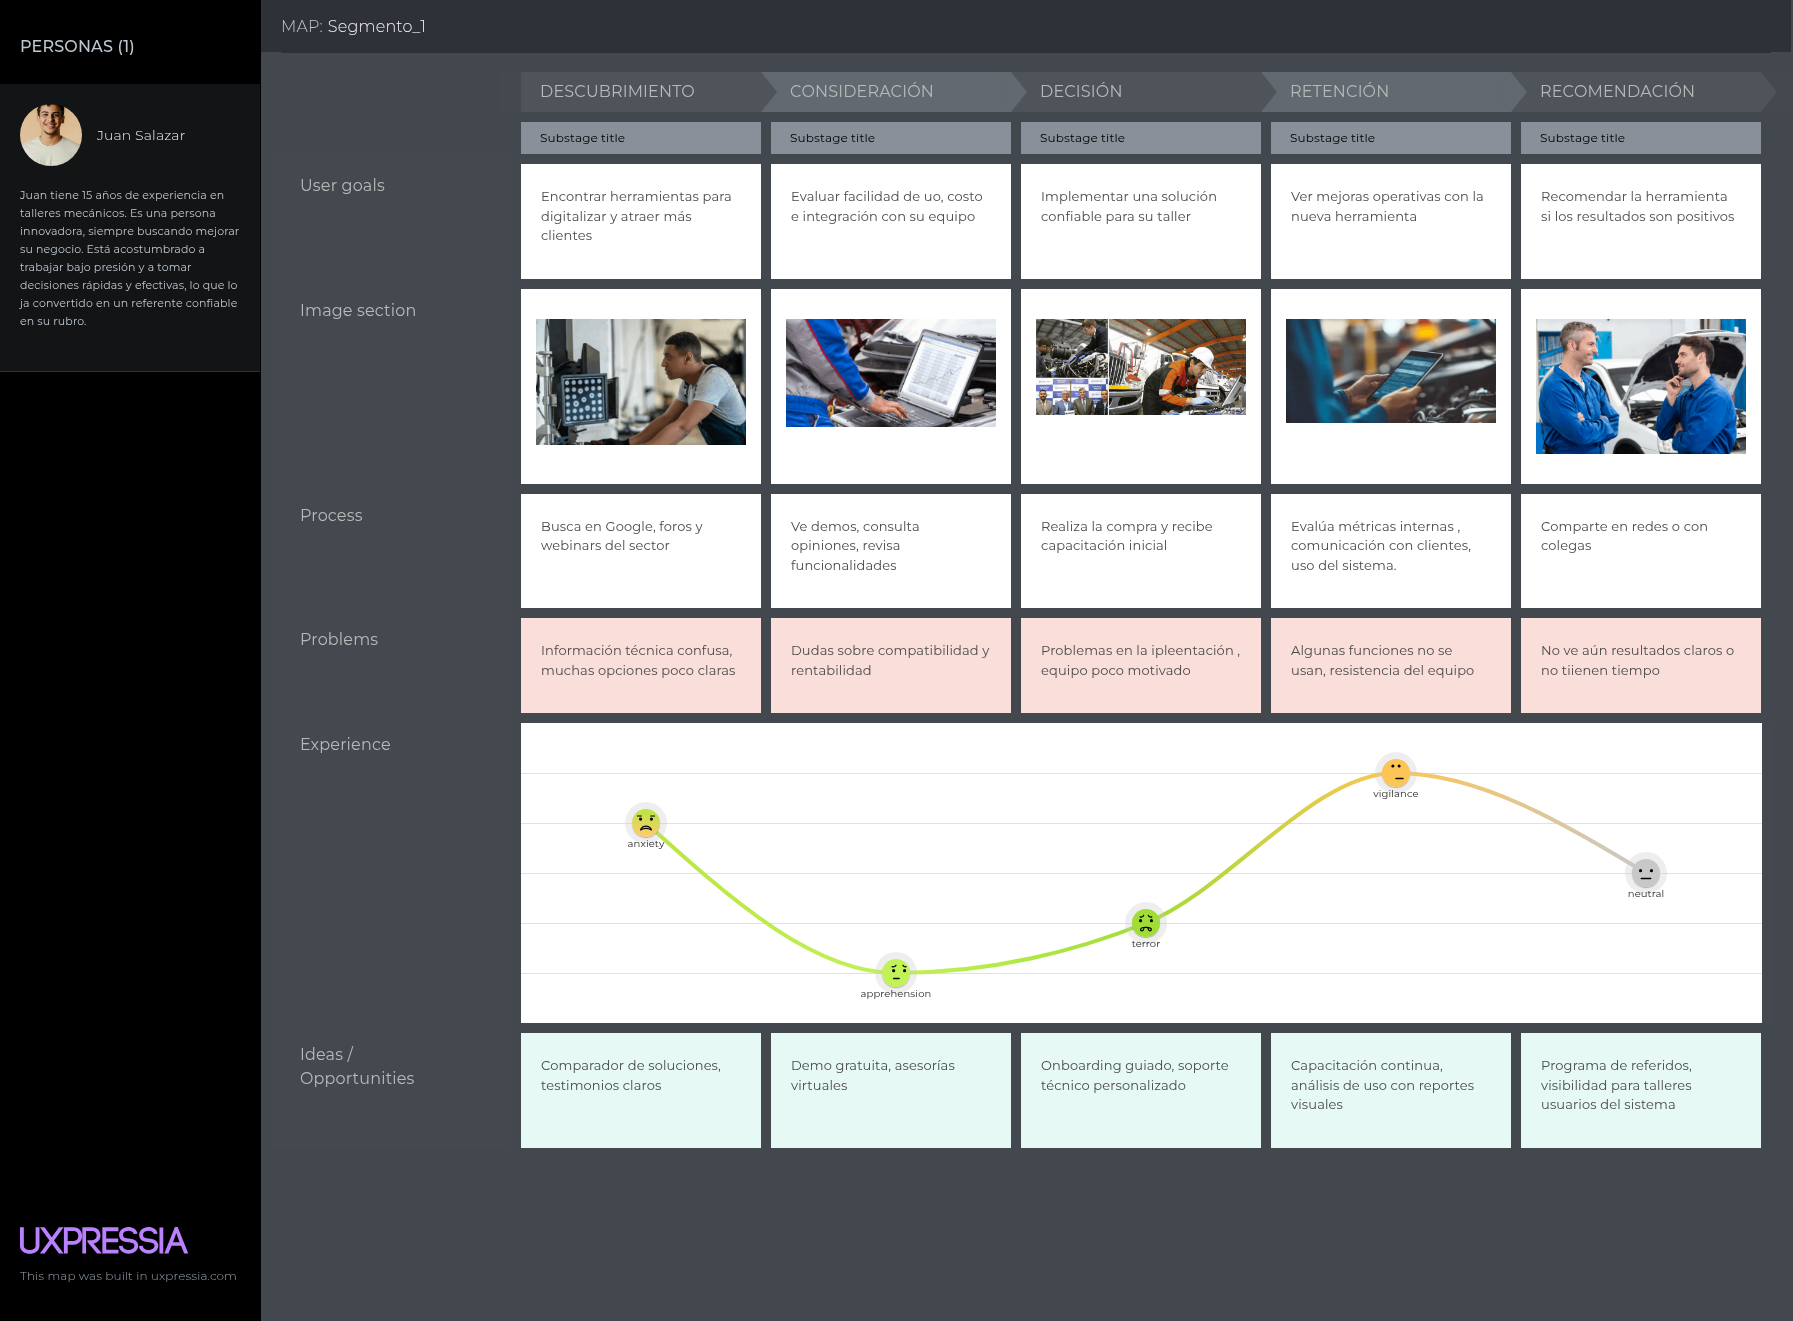 PERSONAS (1)
Juan Salazar
Juan tiene 15 años de experiencia en
talleres mecánicos. Es una persona
innovadora, siempre buscando mejorar
su negocio. Está acostumbrado a
trabajar bajo presión y a tomar
decisiones rápidas y efectivas, lo que lo
ja convertido en un referente confiable
en su rubro.
UXPRESSIA
This map was built in uxpressia.com
MAP: Segmento_1
DESCUBRIMIENTO
CONSIDERACIÓN
DECISIÓN
RETENCIÓN
RECOMENDACIÓN
Substage title
Substage title
Substage title
Substage title
Substage title
User goals
Encontrar herramientas para
digitalizar y atraer más
clientes
Evaluar facilidad de uo, costo
e integración con su equipo
Implementar una solución
confiable para su taller
Ver mejoras operativas con la
nueva herramienta
Recomendar la herramienta
si los resultados son positivos
Image section
Process
Busca en Google, foros y
webinars del sector
Ve demos, consulta
opiniones, revisa
funcionalidades
Realiza la compra y recibe
capacitación inicial
Evalúa métricas internas ,
comunicación con clientes,
uso del sistema.
Comparte en redes o con
colegas
Problems
Información técnica confusa,
muchas opciones poco claras
Dudas sobre compatibilidad y
rentabilidad
Problemas en la ipleentación ,
equipo poco motivado
Algunas funciones no se
usan, resistencia del equipo
No ve aún resultados claros o
no tiienen tiempo
Experience
anxiety
apprehension
terror
vigilance
neutral
Ideas /
Opportunities
Comparador de soluciones,
testimonios claros
Demo gratuita, asesorías
virtuales
Onboarding guiado, soporte
técnico personalizado
Capacitación continua,
análisis de uso con reportes
visuales
Programa de referidos,
visibilidad para talleres
usuarios del sistema